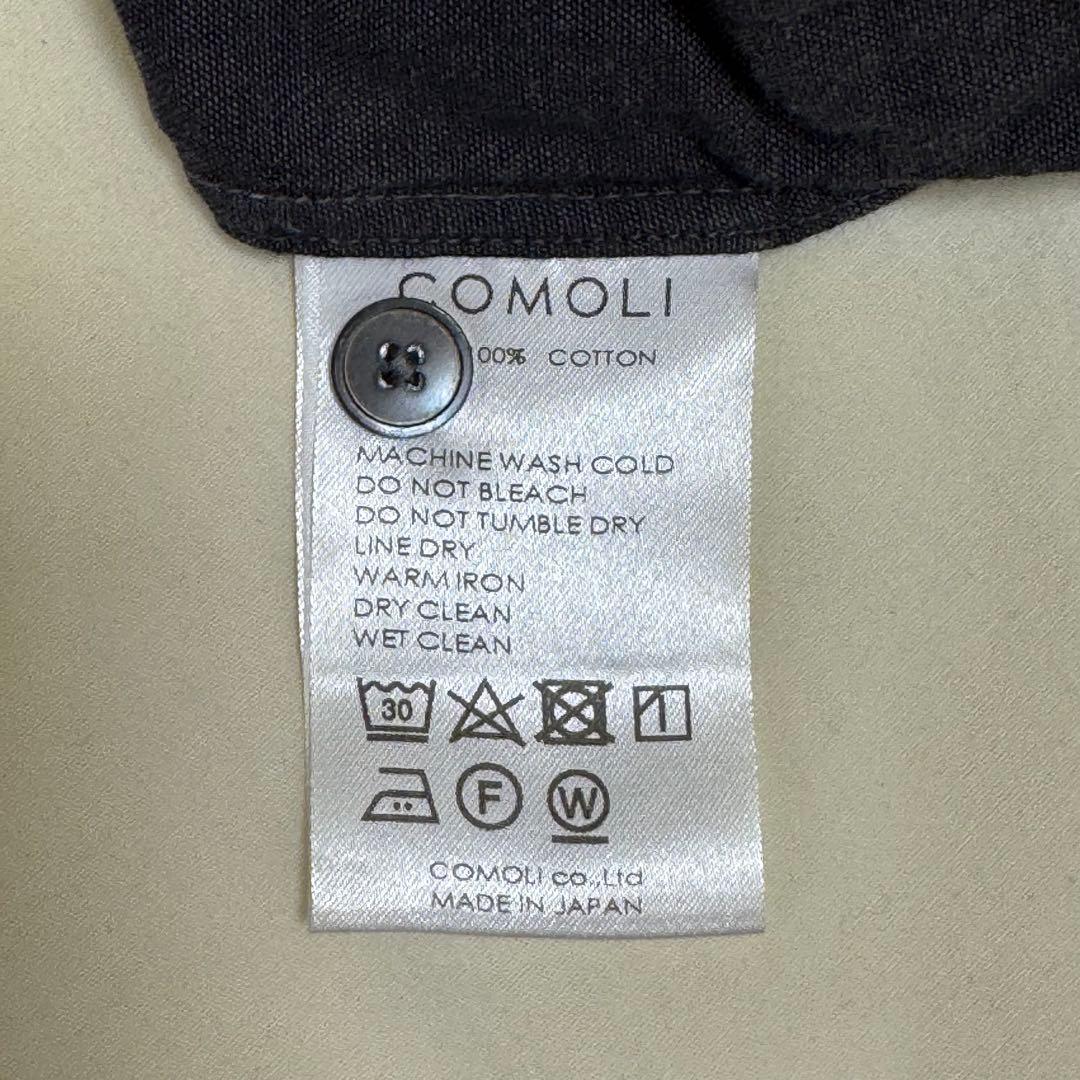 COMOLI
100% COTTON
MACHINE WASH COLD
DO NOT BLEACH
DO NOT TUMBLE DRY
LINE DRY
WARM IRON
DRY CLEAN
WET CLEAN
30
F W
COMOLI co.,Ltd
MADE IN JAPAN